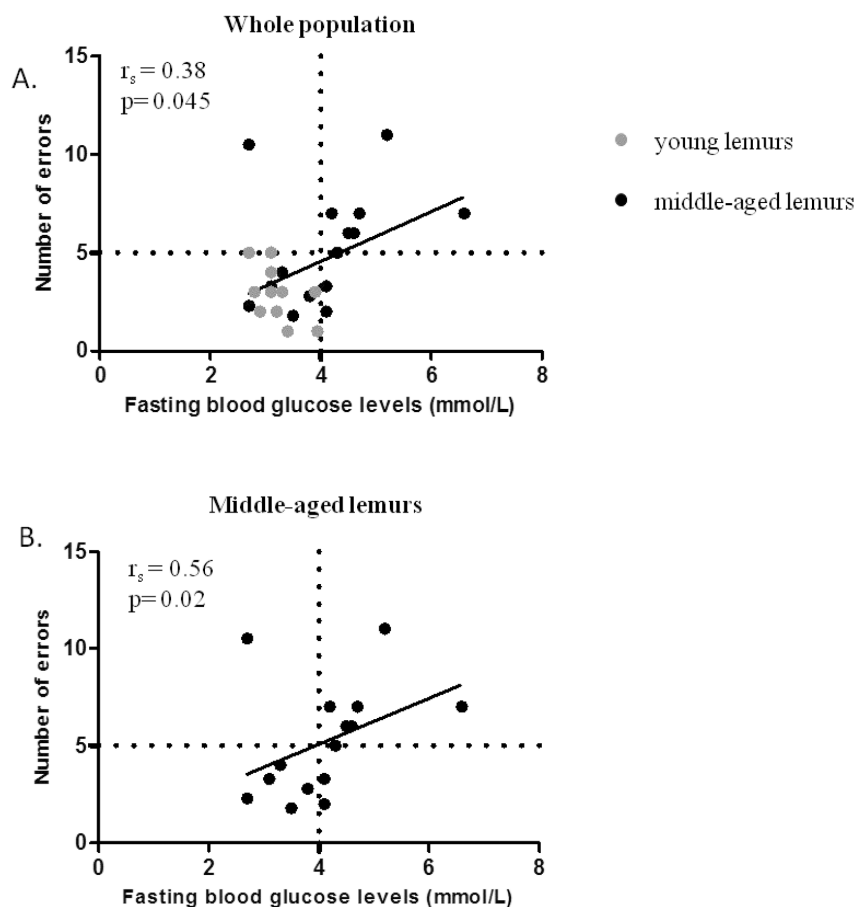 Whole population
A.
rs = 0.38
p= 0.045
15
10
5
0
Number of errors
0 2 4 6 8
Fasting blood glucose levels (mmol/L)
young lemurs
middle-aged lemurs
Middle-aged lemurs
B.
rs = 0.56
p= 0.02
15
10
5
0
Number of errors
0 2 4 6 8
Fasting blood glucose levels (mmol/L)